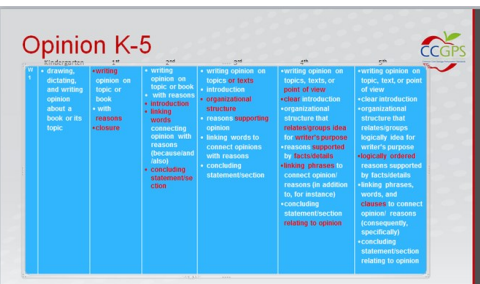 Opinion K-5
CCGPS
Kindergarten
1st
2nd
3rd
4th
5th
W
1
• drawing,
dictating,
and writing
opinion
about a
book or its
topic
•writing
opinion on
topic or
book
• with
reasons
•closure
• writing
opinion on
topic or book
• with reasons
• introduction
• linking
words
connecting
opinion with
reasons
(because/and
/also)
• concluding
statement/se
ction
• writing opinion on
topics or texts
• introduction
• organizational
structure
• reasons supporting
opinion
• linking words to
connect opinions
with reasons
• concluding
statement/section
•writing opinion on
topics, texts, or
point of view
•clear introduction
•organizational
structure that
relates/groups idea
for writer's purpose
•reasons supported
by facts/details
•linking phrases to
connect opinion/
reasons (in addition
to, for instance)
•concluding
statement/section
relating to opinion
•writing opinion on
topic, text, or point
of view
•clear introduction
•organizational
structure that
relates/groups
logically idea for
writer's purpose
•logically ordered
reasons supported
by facts/details
•linking phrases,
words, and
clauses to connect
opinion/ reasons
(consequently,
specifically)
•concluding
statement/section
relating to opinion